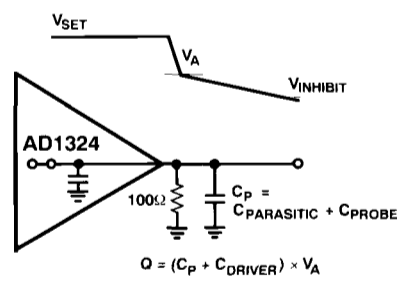 VSET
VA
VINHIBIT
AD1324
100Ω
CP =
CPARASITIC + CPROBE
Q = (CP + CDRIVER) × VA